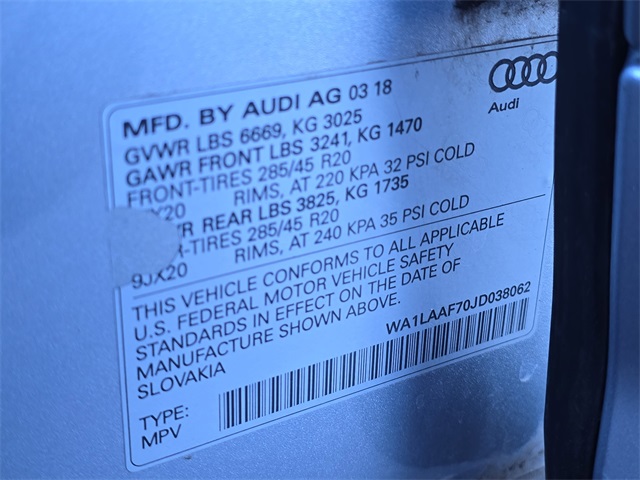 MFD. BY AUDI AG 03 18
Audi
GVWR LBS 6669, KG 3025
GAWR FRONT LBS 3241, KG 1470
FRONT-TIRES 285/45 R20
RIMS, AT 220 KPA 32 PSI COLD
REAR LBS 3825, KG 1735
285/45 R20
9JX20 RIMS, AT 240 KPA 35 PSI COLD
THIS VEHICLE CONFORMS TO ALL APPLICABLE
U.S. FEDERAL MOTOR VEHICLE SAFETY
STANDARDS IN EFFECT ON THE DATE OF
MANUFACTURE SHOWN ABOVE.
SLOVAKIA
WA1LAAF70JD038062
TYPE:
MPV